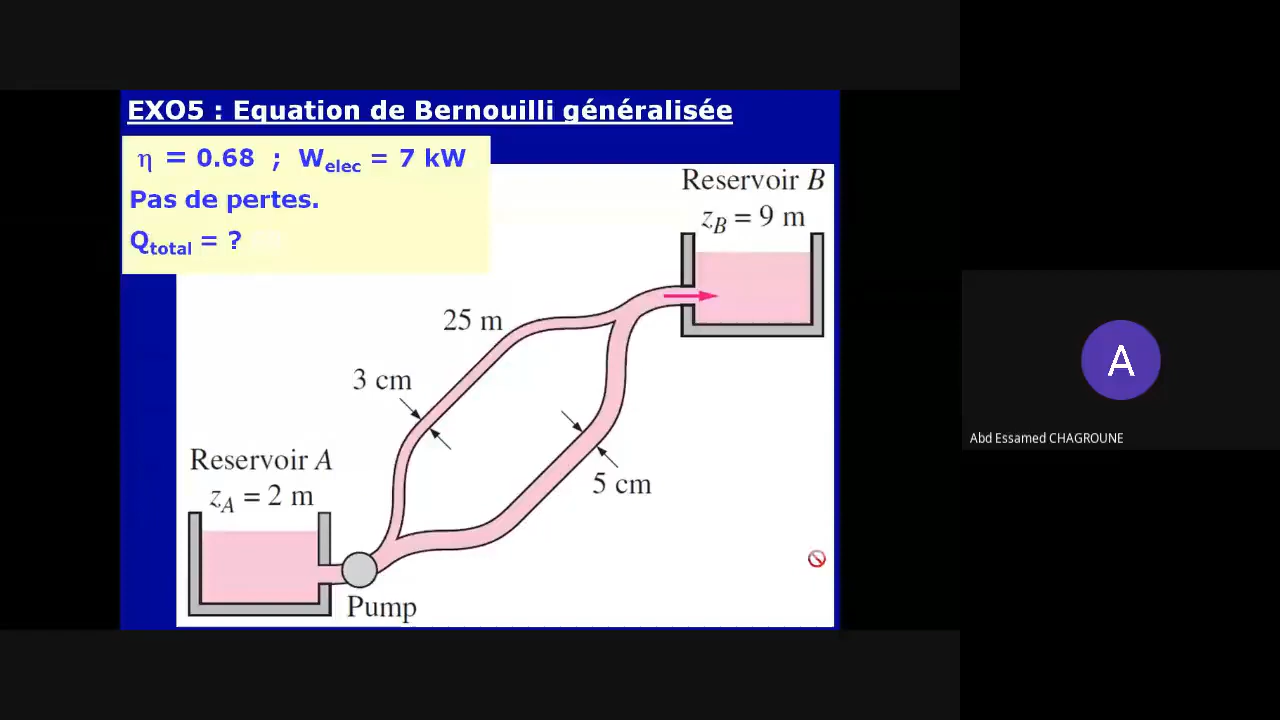 EXO5 : Equation de Bernouilli généralisée
η = 0.68 ; Welec = 7 kW
Pas de pertes.
Qtotal = ?
Reservoir B
zB = 9 m
25 m
3 cm
5 cm
Reservoir A
zA = 2 m
Pump
A
Abd Essamed CHAGROUNE